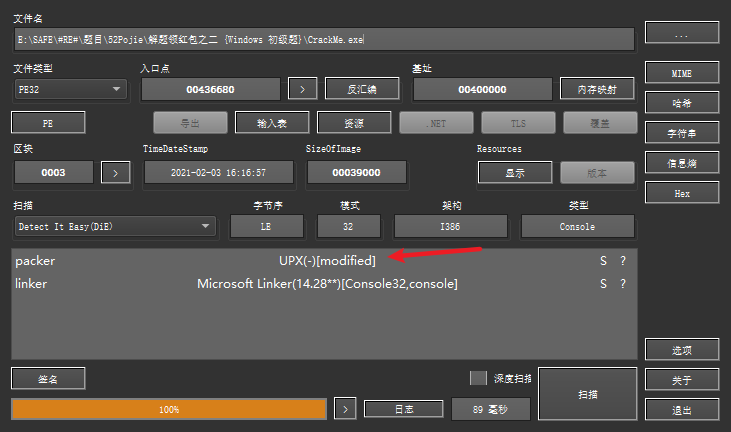 文件名
E:\SAFE\#RE#\题目\52Pojie\解题领红包之二 {Windows 初级题}\CrackMe.exe
...
文件类型 入口点 基址
PE32 00436680 > 反汇编 00400000 内存映射
MIME
哈希
PE 导出 输入表 资源 .NET TLS 覆盖
字符串
区块 TimeDateStamp SizeOfImage Resources
信息熵
0003 > 2021-02-03 16:16:57 00039000 显示 版本
Hex
扫描 字节序 模式 架构 类型
Detect It Easy(DiE) LE 32 I386 Console
packer UPX(-)[modified] S ?
linker Microsoft Linker(14.28**)[Console32,console] S ?
选项
签名 深度扫描 扫描
关于
100% > 日志 89 毫秒
退出